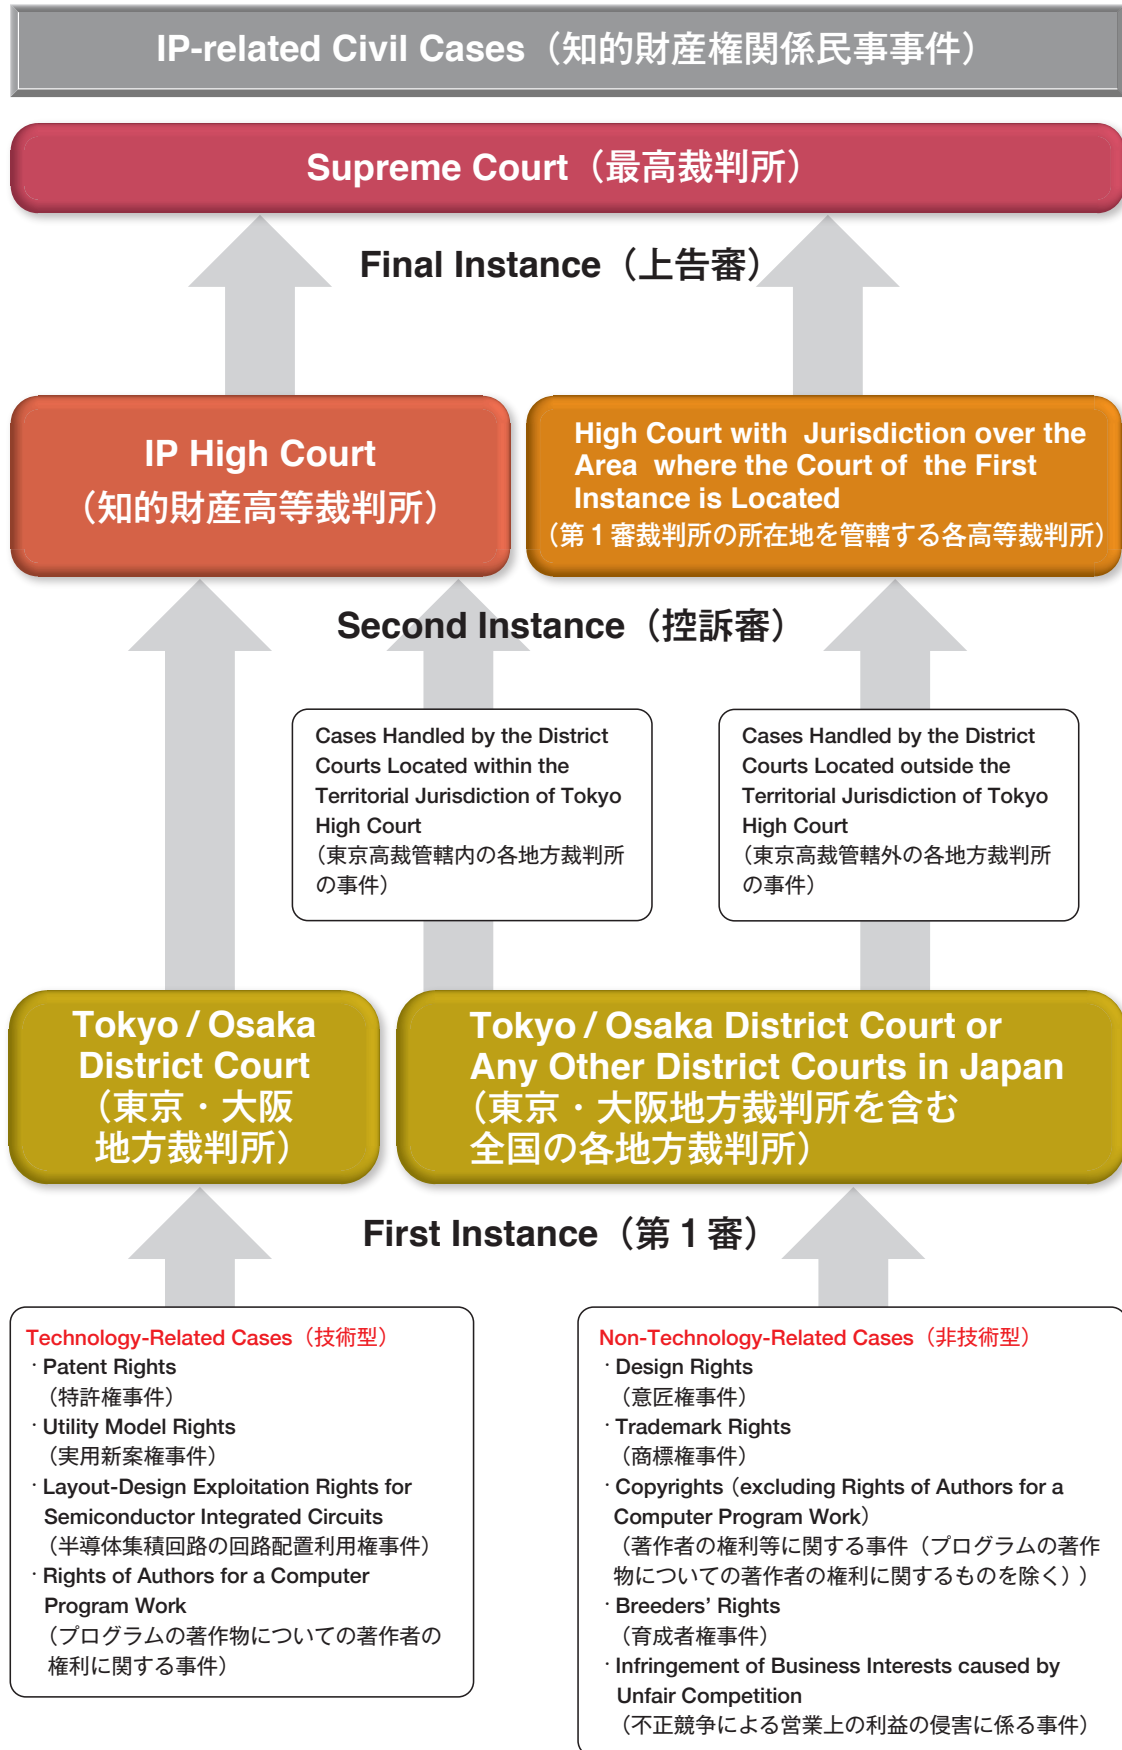 IP-related Civil Cases（知的財産権関係民事事件）
Supreme Court（最高裁判所）
Final Instance（上告審）
IP High Court
（知的財産高等裁判所）
High Court with Jurisdiction over the
Area where the Court of the First
Instance is Located
（第1審裁判所の所在地を管轄する各高等裁判所）
Second Instance（控訴審）
Cases Handled by the District
Courts Located within the
Territorial Jurisdiction of Tokyo
High Court
（東京高裁管轄内の各地方裁判所
の事件）
Cases Handled by the District
Courts Located outside the
Territorial Jurisdiction of Tokyo
High Court
（東京高裁管轄外の各地方裁判所
の事件）
Tokyo / Osaka
District Court
（東京・大阪
地方裁判所）
Tokyo / Osaka District Court or
Any Other District Courts in Japan
（東京・大阪地方裁判所を含む
全国の各地方裁判所）
First Instance（第1審）
Technology-Related Cases（技術型）
· Patent Rights
（特許権事件）
· Utility Model Rights
（実用新案権事件）
· Layout-Design Exploitation Rights for
Semiconductor Integrated Circuits
（半導体集積回路の回路配置利用権事件）
· Rights of Authors for a Computer
Program Work
（プログラムの著作物についての著作者の
権利に関する事件）
Non-Technology-Related Cases（非技術型）
· Design Rights
（意匠権事件）
· Trademark Rights
（商標権事件）
· Copyrights（excluding Rights of Authors for a
Computer Program Work）
（著作者の権利等に関する事件（プログラムの著作
物についての著作者の権利に関するものを除く））
· Breeders’ Rights
（育成者権事件）
· Infringement of Business Interests caused by
Unfair Competition
（不正競争による営業上の利益の侵害に係る事件）